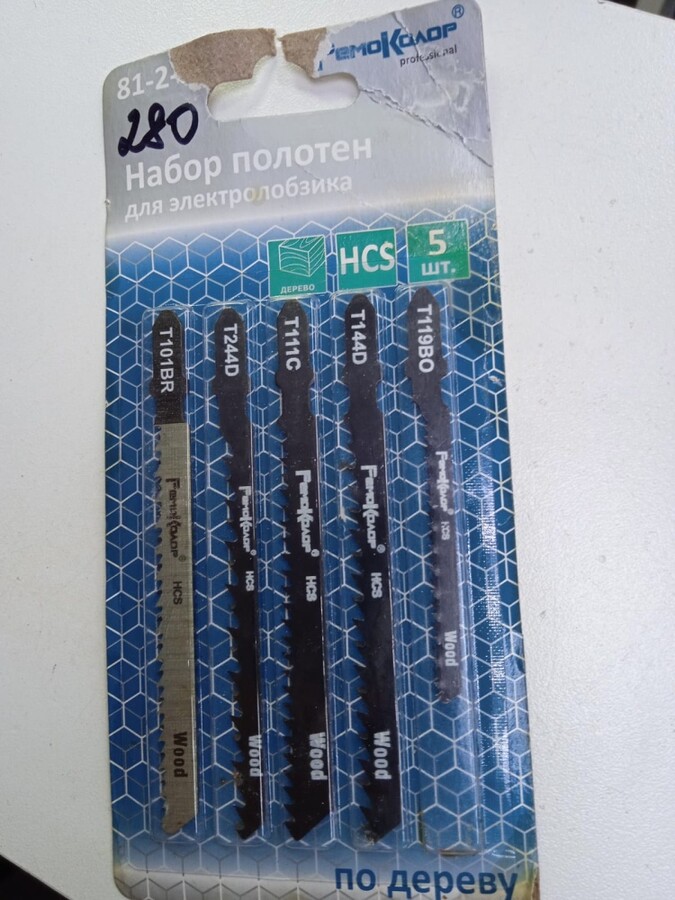 РемоКолор®
professional
81-2-
280
Набор полотен
для электролобзика
ДЕРЕВО
HCS
5
шт.
T101BR
РемоКолор®
HCS
Wood
T244D
РемоКолор®
HCS
Wood
T111C
РемоКолор®
HCS
Wood
T144D
РемоКолор®
HCS
Wood
T119BO
РемоКолор®
HCS
Wood
по дереву